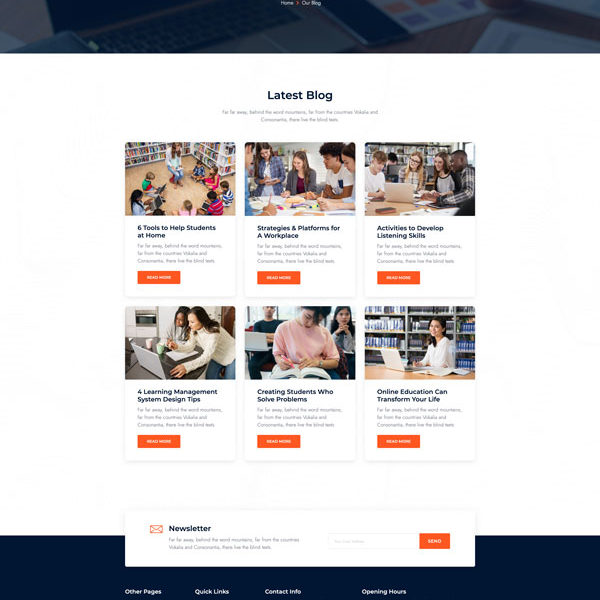 Home > Our Blog
Latest Blog
Far far away, behind the word mountains, far from the countries Vokalia and
Consonantia, there live the blind texts
6 Tools to Help Students
at Home
Far far away, behind the word mountains,
far from the countries Vokalia and
Consonantia, there live the blind texts
READ MORE
Strategies & Platforms for
A Workplace
Far far away, behind the word mountains,
far from the countries Vokalia and
Consonantia, there live the blind texts
READ MORE
Activities to Develop
Listening Skills
Far far away, behind the word mountains,
far from the countries Vokalia and
Consonantia, there live the blind texts
READ MORE
4 Learning Management
System Design Tips
Far far away, behind the word mountains,
far from the countries Vokalia and
Consonantia, there live the blind texts
READ MORE
Creating Students Who
Solve Problems
Far far away, behind the word mountains,
far from the countries Vokalia and
Consonantia, there live the blind texts
READ MORE
Online Education Can
Transform Your Life
Far far away, behind the word mountains,
far from the countries Vokalia and
Consonantia, there live the blind texts
READ MORE
Newsletter
Far far away, behind the word mountains, far from the countries
Vokalia and Consonantia, there live the blind texts
SEND
Other Pages
Quick Links
Contact Info
Opening Hours